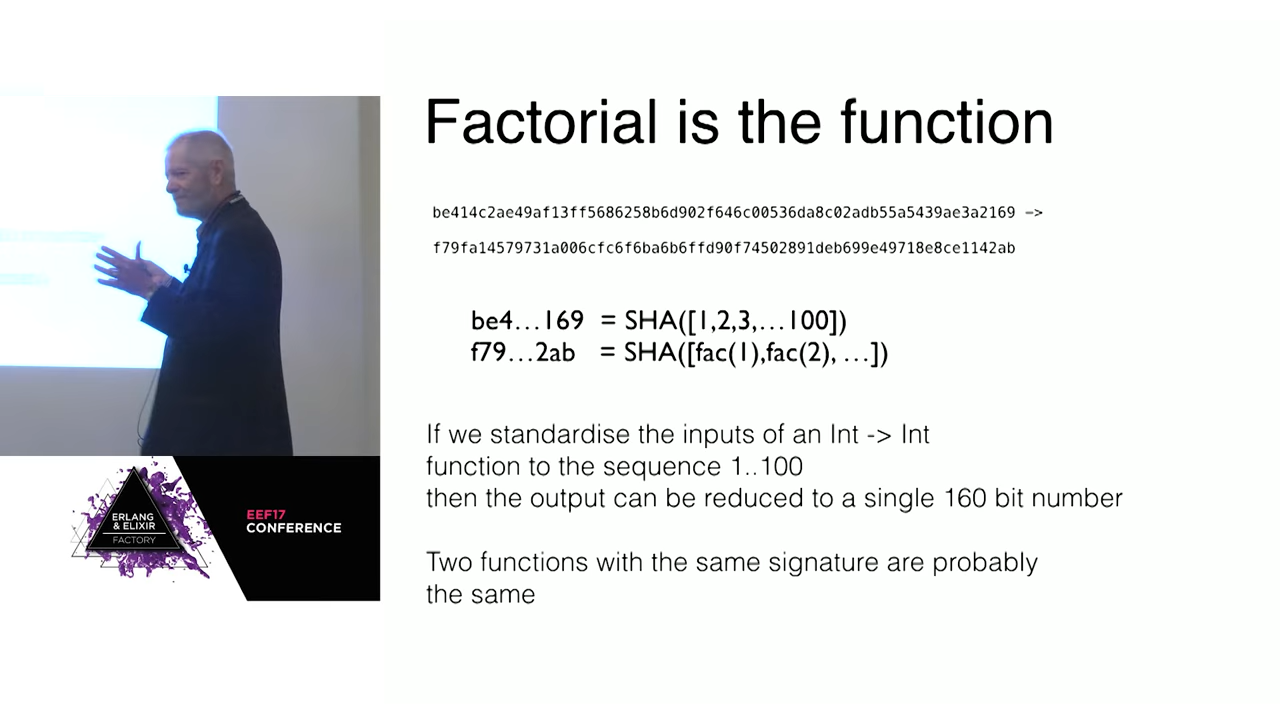 Factorial is the function
be414c2ae49af13ff5686258b6d902f646c00536da8c02adb55a5439ae3a2169 —>
f79fa14579731a006cfc6f6ba6b6ffd90f74502891deb699e49718e8ce1142ab
be4…169 = SHA([1,2,3,…100])
f79…2ab = SHA([fac(1),fac(2), …])
If we standardise the inputs of an Int -> Int
function to the sequence 1..100
then the output can be reduced to a single 160 bit number
Two functions with the same signature are probably
the same
ERLANG
& ELIXIR
FACTORY
EEF17
CONFERENCE